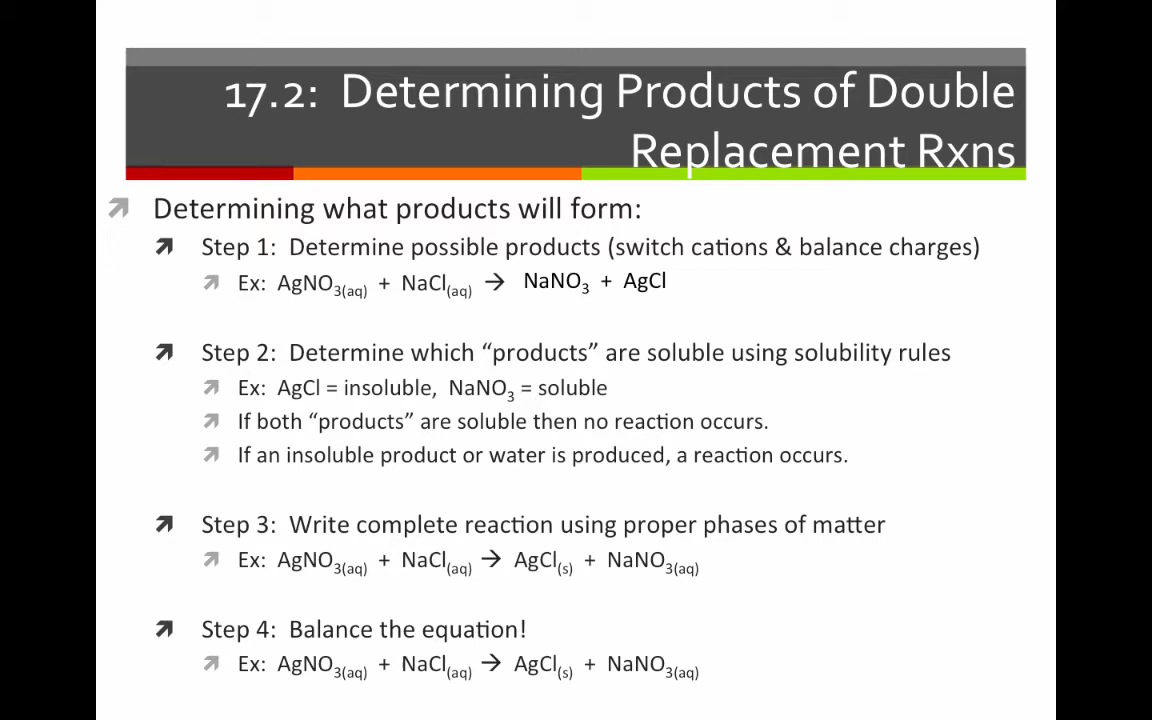 17.2: Determining Products of Double
Replacement Rxns
Determining what products will form:
Step 1: Determine possible products (switch cations & balance charges)
Ex: AgNO₃₍aq₎ + NaCl₍aq₎ → NaNO₃ + AgCl
Step 2: Determine which “products” are soluble using solubility rules
Ex: AgCl = insoluble, NaNO₃ = soluble
If both “products” are soluble then no reaction occurs.
If an insoluble product or water is produced, a reaction occurs.
Step 3: Write complete reaction using proper phases of matter
Ex: AgNO₃₍aq₎ + NaCl₍aq₎ → AgCl₍s₎ + NaNO₃₍aq₎
Step 4: Balance the equation!
Ex: AgNO₃₍aq₎ + NaCl₍aq₎ → AgCl₍s₎ + NaNO₃₍aq₎